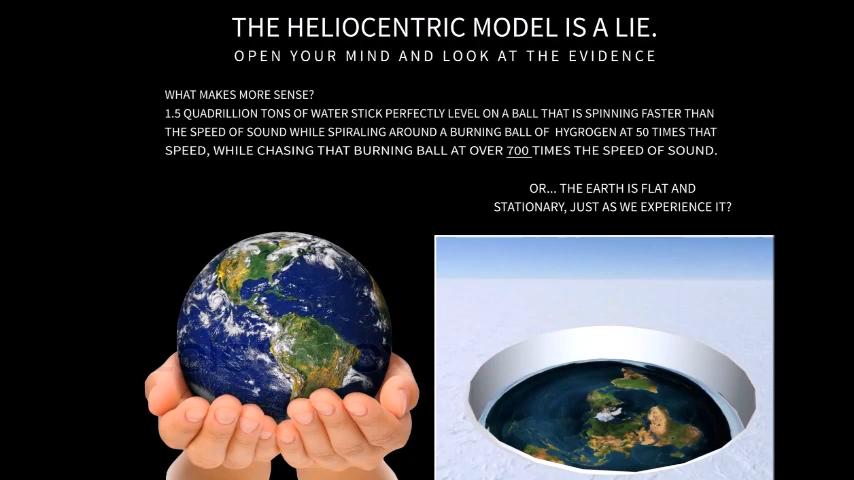 THE HELIOCENTRIC MODEL IS A LIE.
OPEN YOUR MIND AND LOOK AT THE EVIDENCE
WHAT MAKES MORE SENSE?
1.5 QUADRILLION TONS OF WATER STICK PERFECTLY LEVEL ON A BALL THAT IS SPINNING FASTER THAN
THE SPEED OF SOUND WHILE SPIRALING AROUND A BURNING BALL OF HYDROGEN AT 50 TIMES THAT
SPEED, WHILE CHASING THAT BURNING BALL AT OVER 700 TIMES THE SPEED OF SOUND.
OR... THE EARTH IS FLAT AND
STATIONARY, JUST AS WE EXPERIENCE IT?